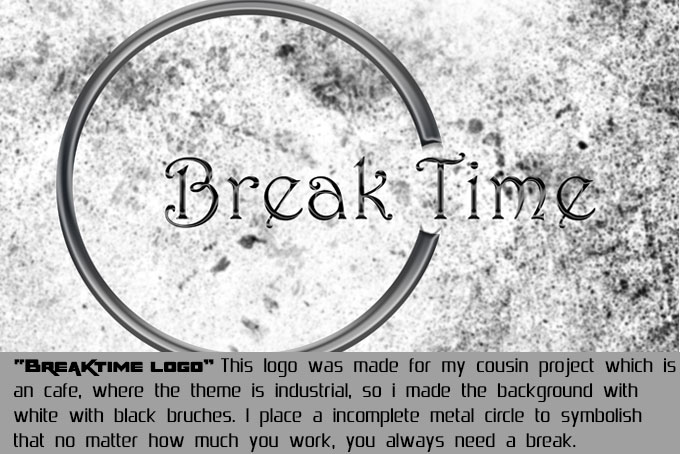 Break Time
"Breaktime logo" This logo was made for my cousin project which is
an cafe, where the theme is industrial, so i made the background with
white with black bruches. I place a incomplete metal circle to symbolish
that no matter how much you work, you always need a break.